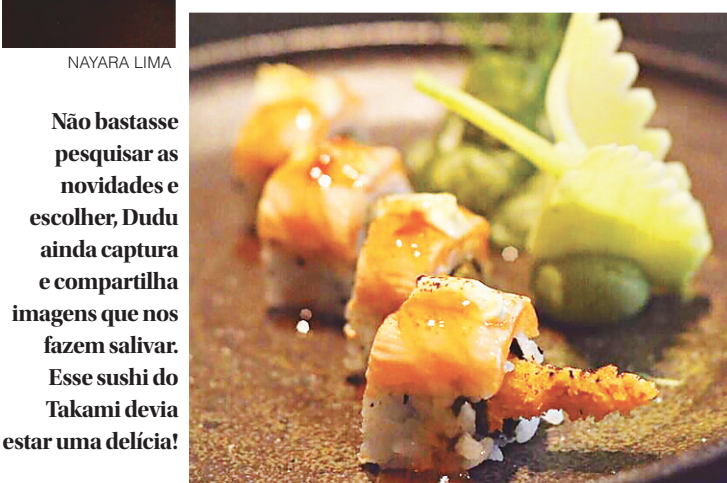 NAYARA LIMA
Não bastasse
pesquisar as
novidades e
escolher, Dudu
ainda captura
e compartilha
imagens que nos
fazem salivar.
Esse sushi do
Takami devia
estar uma delícia!